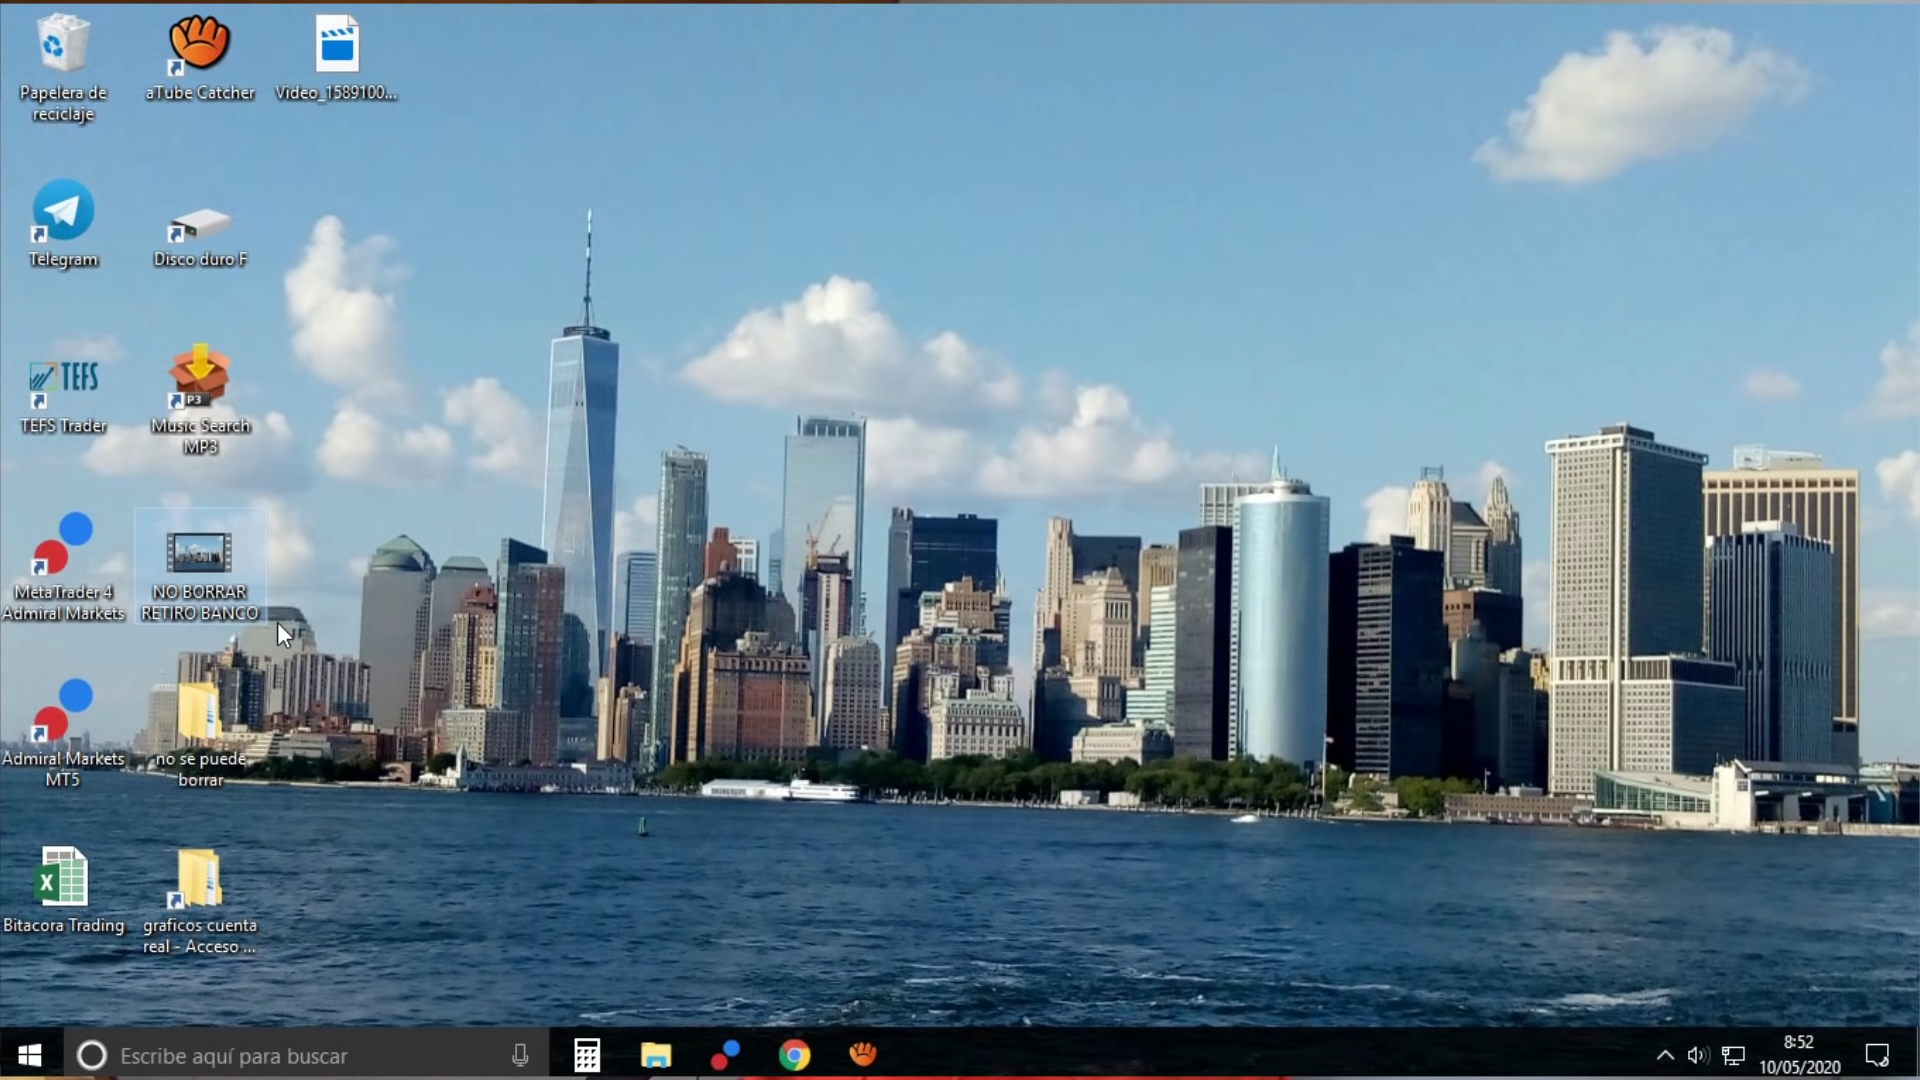 Papelera de
reciclaje
aTube Catcher
Video_1589100...
Telegram
Disco duro F
TEFS
TEFS Trader
P3
Music Search
MP3
MetaTrader 4
Admiral Markets
NO BORRAR
RETIRO BANCO
Admiral Markets
MT5
no se puede
borrar
X
Bitacora Trading
graficos cuenta
real - Acceso ...
Escribe aquí para buscar
8:52
10/05/2020